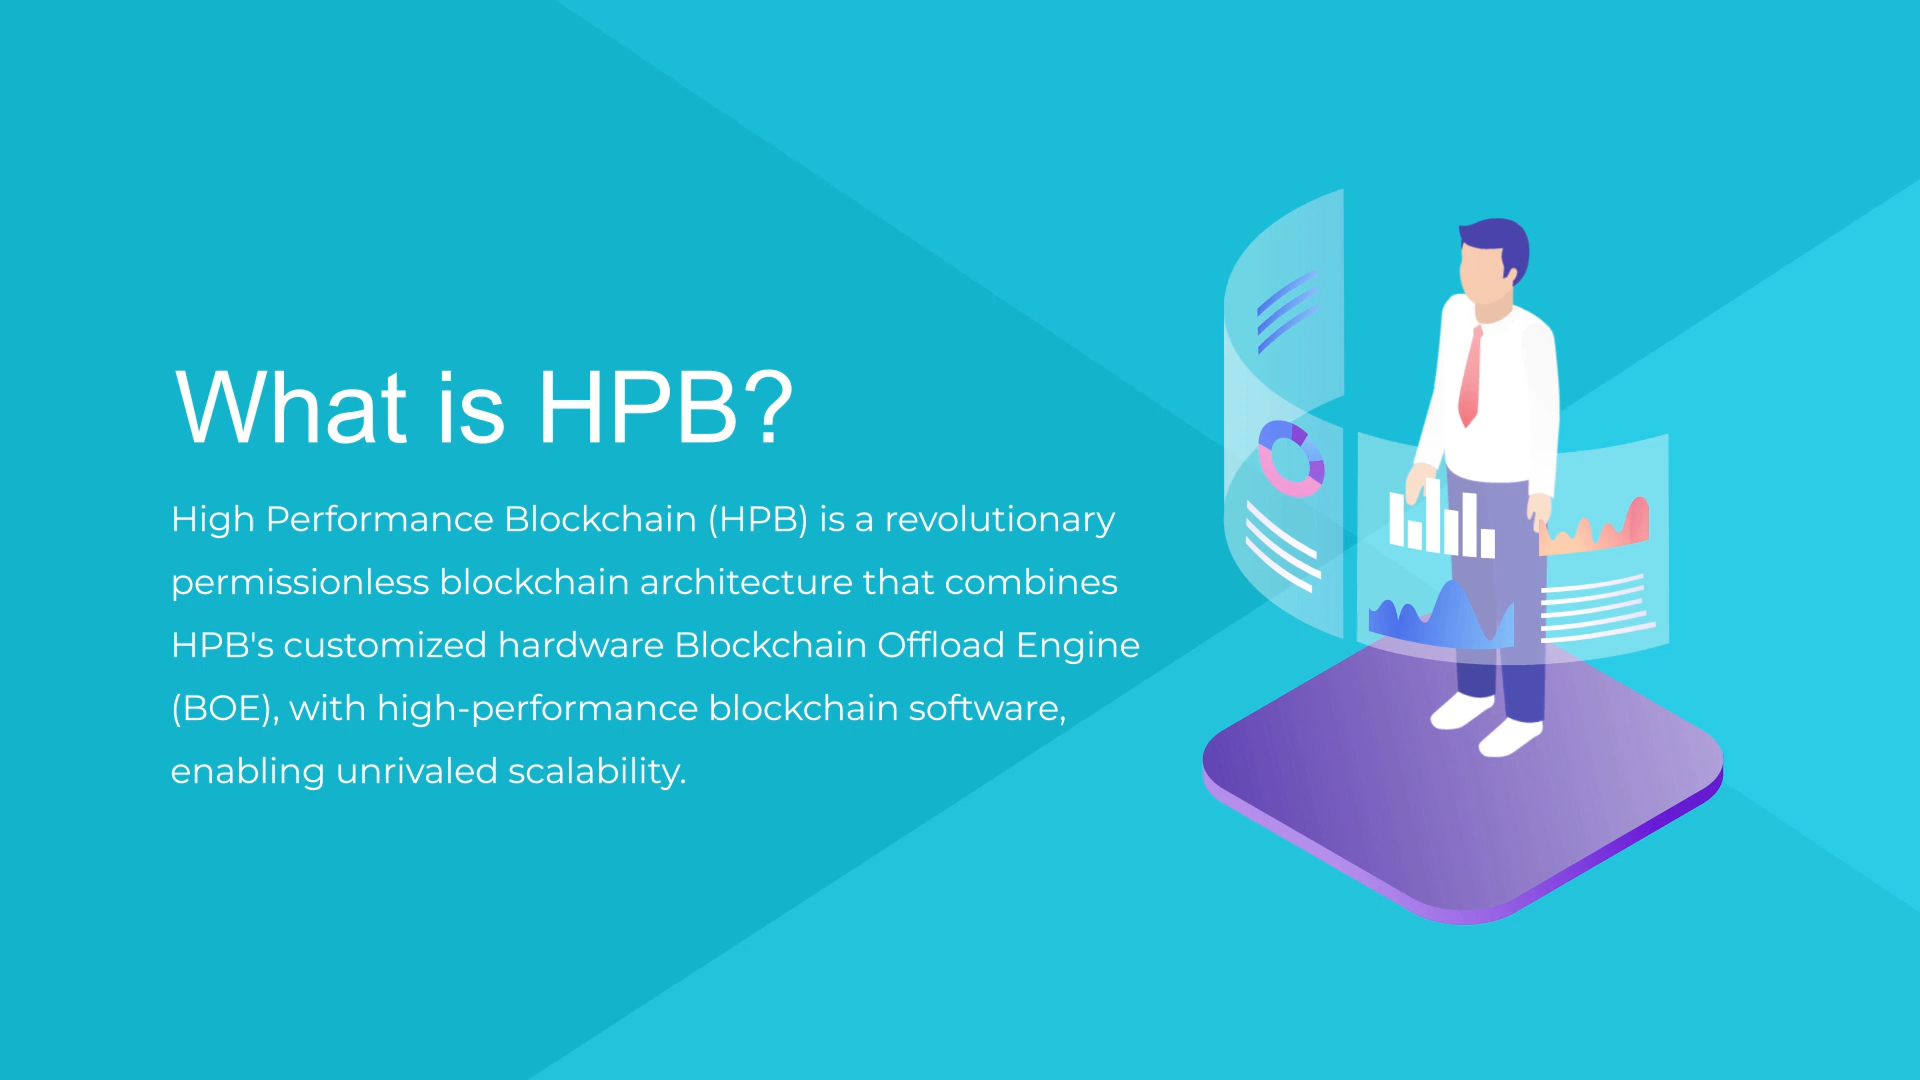 What is HPB?
High Performance Blockchain (HPB) is a revolutionary
permissionless blockchain architecture that combines
HPB's customized hardware Blockchain Offload Engine
(BOE), with high-performance blockchain software,
enabling unrivaled scalability.